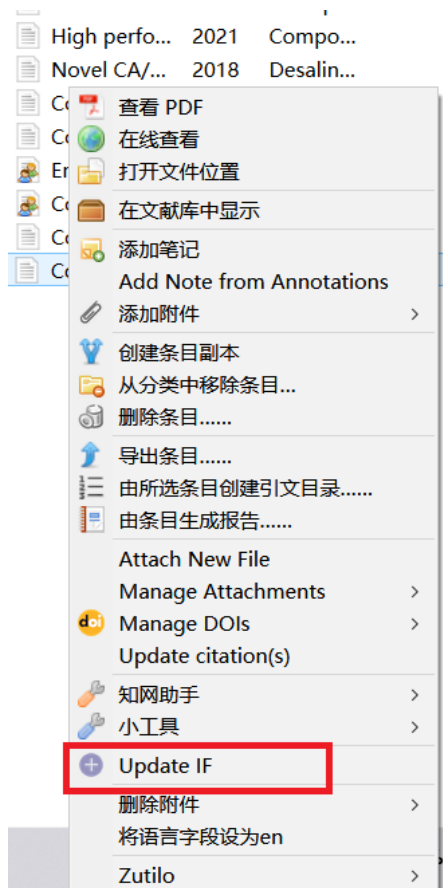 High perfo... 2021 Compo...
Novel CA/... 2018 Desalin...
查看 PDF
在线查看
打开文件位置
在文献库中显示
添加笔记
Add Note from Annotations
添加附件
创建条目副本
从分类中移除条目...
删除条目......
导出条目......
由所选条目创建引文目录......
由条目生成报告......
Attach New File
Manage Attachments
doi Manage DOIs
Update citation(s)
知网助手
小工具
Update IF
删除附件
将语言字段设为en
Zutilo